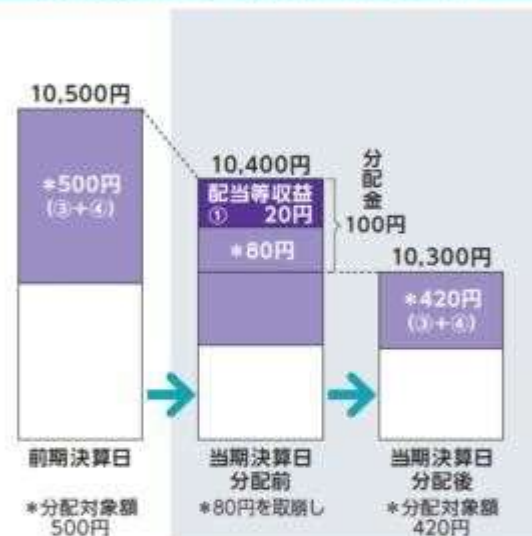 10,500円
*500円
(③+④)
前期決算日
*分配対象額
500円
10,400円
配当等収益
① 20円
*80円
分配金
100円
当期決算日
分配前
*80円を取崩し
10,300円
*420円
(③+④)
当期決算日
分配後
*分配対象額
420円